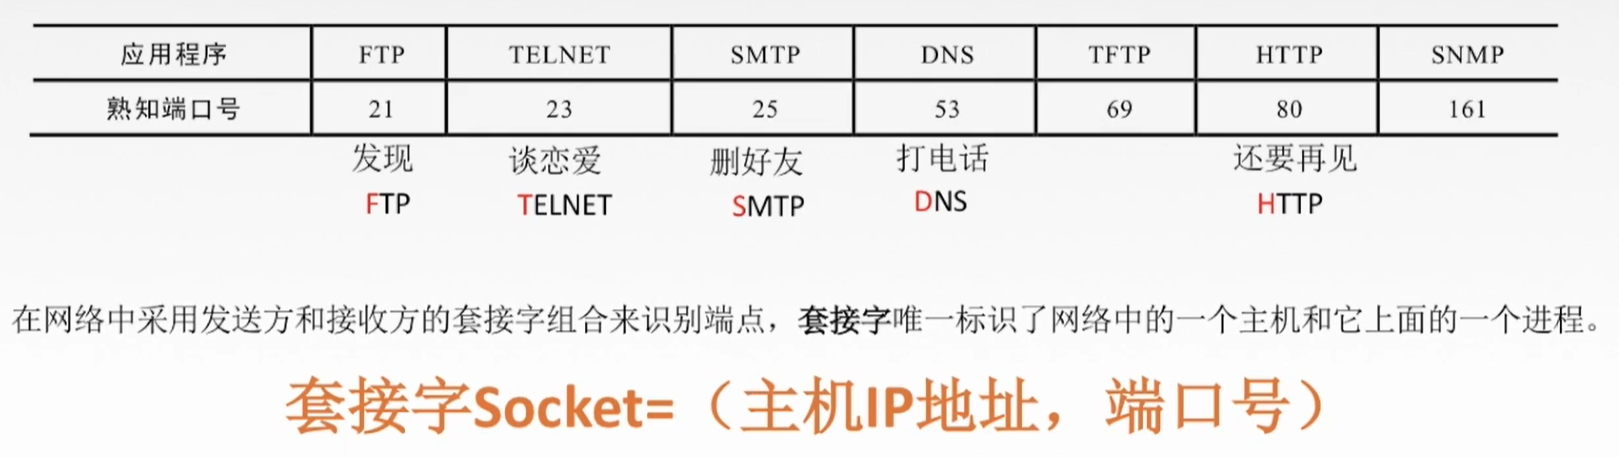 应用程序 FTP TELNET SMTP DNS TFTP HTTP SNMP
熟知端口号 21 23 25 53 69 80 161
发现 谈恋爱 删好友 打电话 还要再见
FTP TELNET SMTP DNS HTTP
在网络中采用发送方和接收方的套接字组合来识别端点，套接字唯一标识了网络中的一个主机和它上面的一个进程。
套接字Socket=（主机IP地址，端口号）